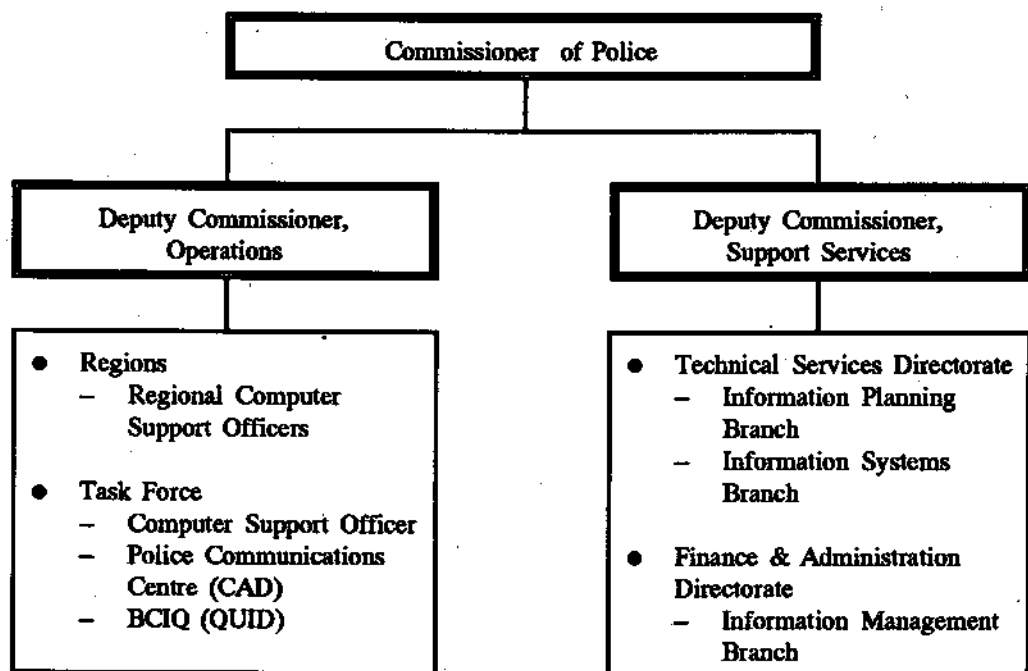 Commissioner of Police
Deputy Commissioner,
Operations
Deputy Commissioner,
Support Services
● Regions
– Regional Computer
Support Officers
● Task Force
– Computer Support Officer
– Police Communications
Centre (CAD)
– BCIQ (QUID)
● Technical Services Directorate
– Information Planning
Branch
– Information Systems
Branch
● Finance & Administration
Directorate
– Information Management
Branch